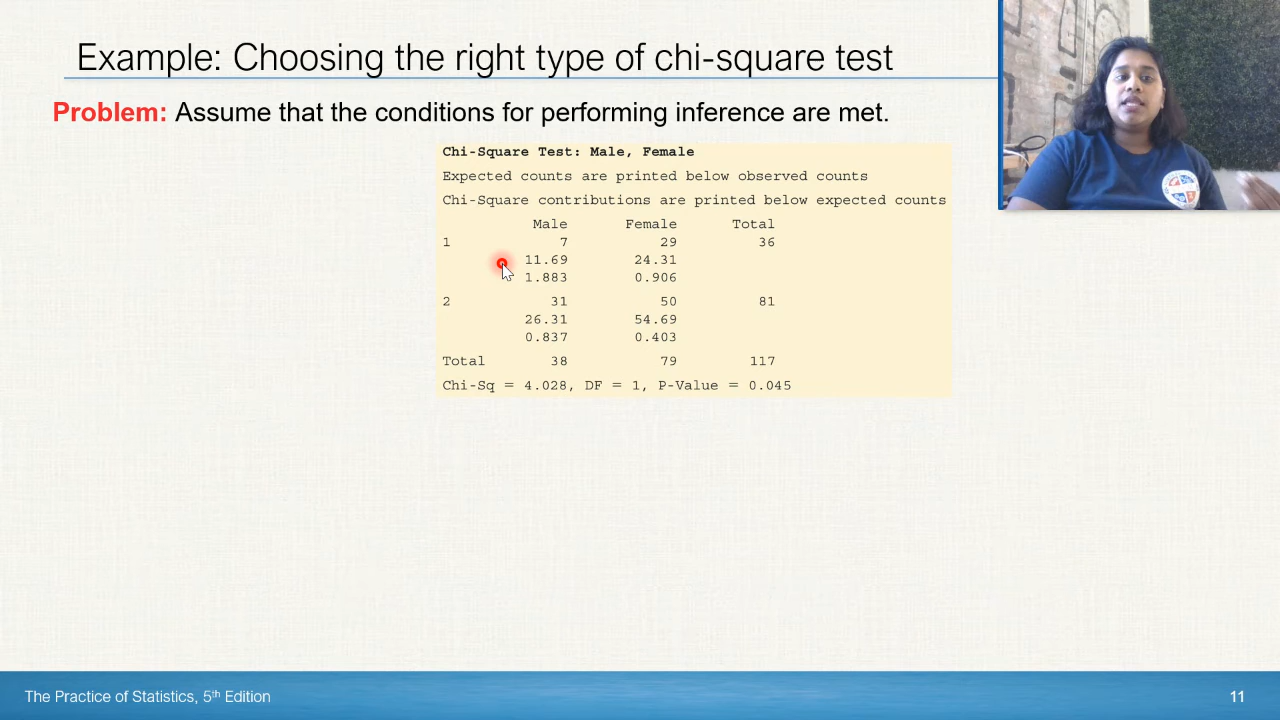 Example: Choosing the right type of chi-square test
Problem: Assume that the conditions for performing inference are met.
Chi-Square Test: Male, Female
Expected counts are printed below observed counts
Chi-Square contributions are printed below expected counts
Male Female Total
1 7 29 36
11.69 24.31
1.883 0.906
2 31 50 81
26.31 54.69
0.837 0.403
Total 38 79 117
Chi-Sq = 4.028, DF = 1, P-Value = 0.045
The Practice of Statistics, 5th Edition
11